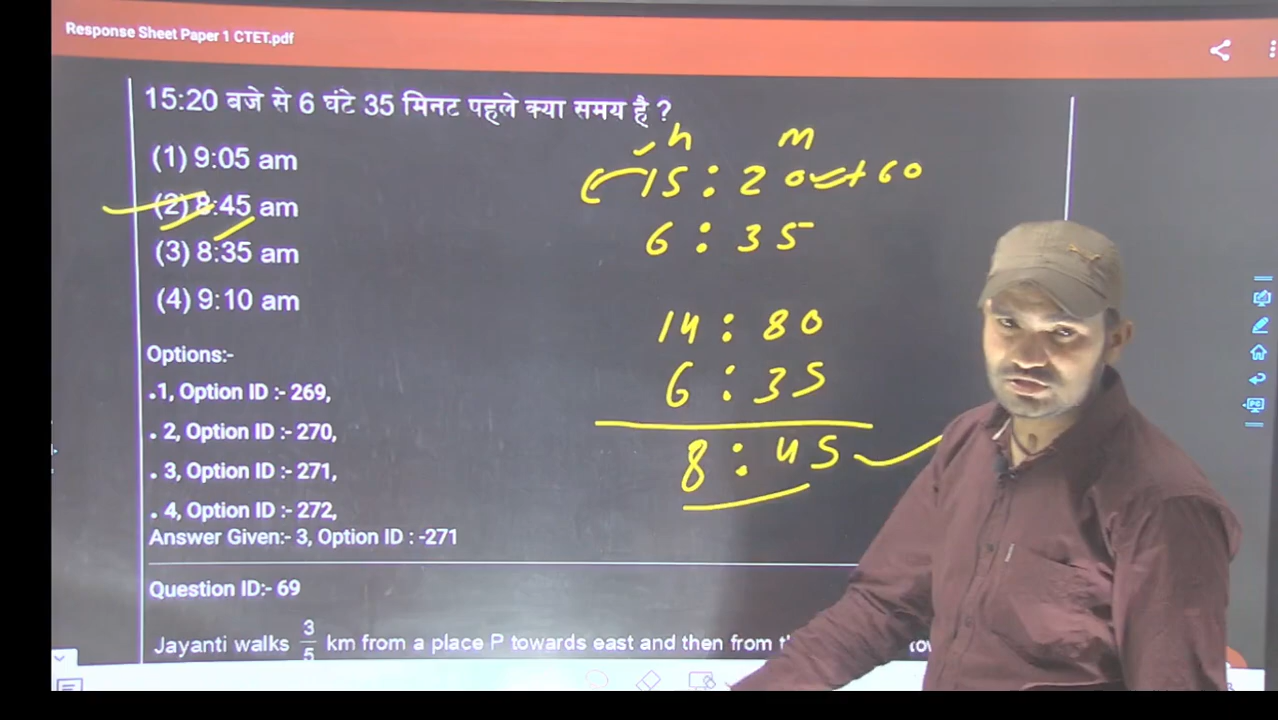 Response Sheet Paper 1 CTET.pdf
15:20 बजे से 6 घंटे 35 मिनट पहले क्या समय है ?
(1) 9:05 am
(2) 8:45 am
(3) 8:35 am
(4) 9:10 am
Options:-
.1, Option ID :- 269,
. 2, Option ID :- 270,
. 3, Option ID :- 271,
. 4, Option ID :- 272,
Answer Given:- 3, Option ID : -271
Question ID:- 69
Jayanti walks 3/5 km from a place P towards east and then from
h m
15 : 20 + 60
6 : 35
14 : 80
6 : 35
8 : 45
PC